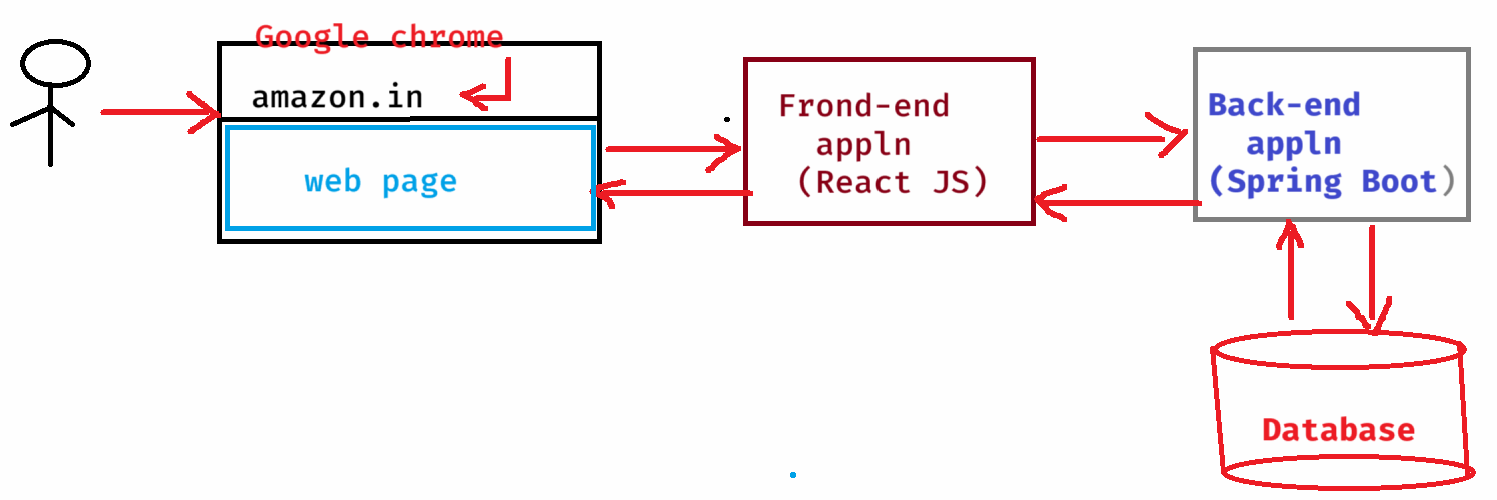 Google chrome
amazon.in
web page
Frond-end
appln
(React JS)
Back-end
appln
(Spring Boot)
Database